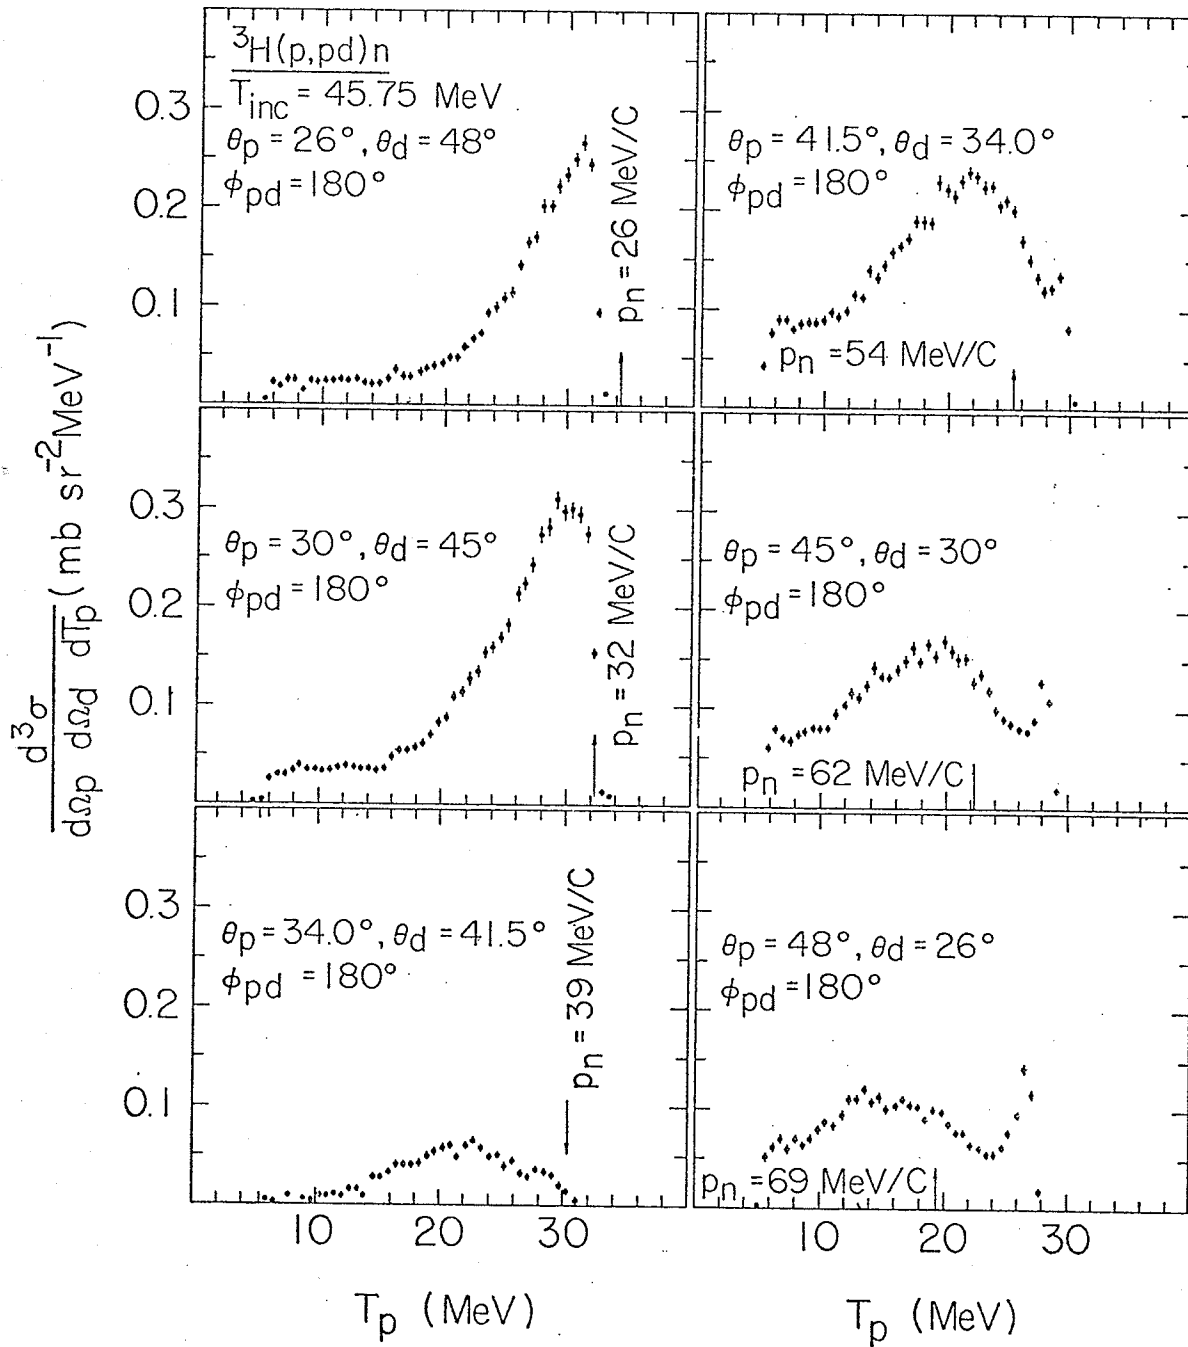 ³H(p,pd)n
T_inc = 45.75 MeV
θp = 26°, θd = 48°
ϕpd = 180°
pn = 26 MeV/C
0.3
0.2
0.1
θp = 41.5°, θd = 34.0°
ϕpd = 180°
pn = 54 MeV/C
θp = 30°, θd = 45°
ϕpd = 180°
pn = 32 MeV/C
0.3
0.2
0.1
θp = 45°, θd = 30°
ϕpd = 180°
pn = 62 MeV/C
θp = 34.0°, θd = 41.5°
ϕpd = 180°
pn = 39 MeV/C
0.3
0.2
0.1
θp = 48°, θd = 26°
ϕpd = 180°
pn = 69 MeV/C
d³σ
dΩp dΩd dTp (mb sr⁻² MeV⁻¹)
10 20 30
10 20 30
Tp (MeV)
Tp (MeV)